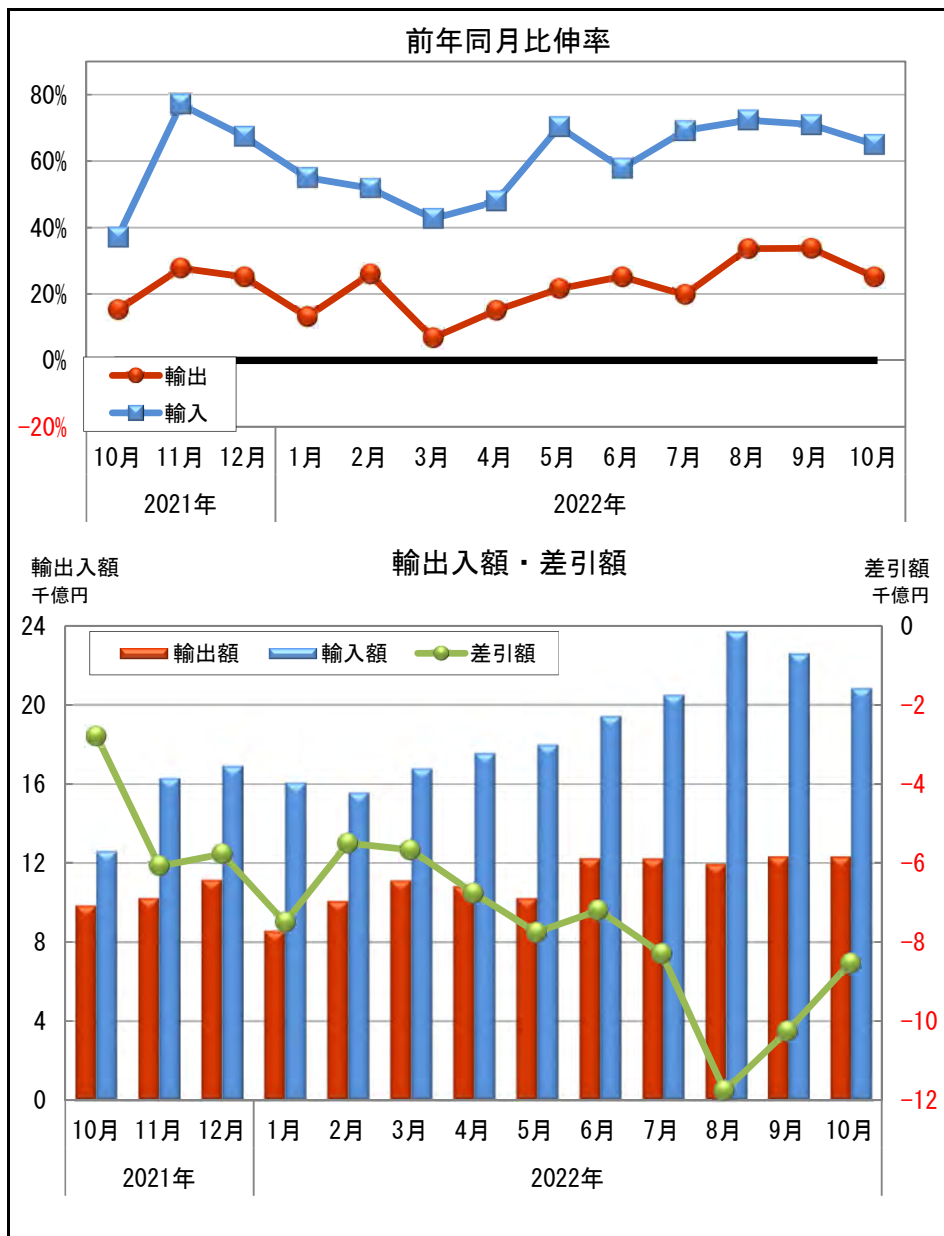 前年同月比伸率
80%
60%
40%
20%
0%
-20%
輸出
輸入
10月 11月 12月 1月 2月 3月 4月 5月 6月 7月 8月 9月 10月
2021年 2022年
輸出入額・差引額
輸出入額
千億円
差引額
千億円
輸出額 輸入額 差引額
24 0
20 -2
16 -4
12 -6
8 -8
4 -10
0 -12
10月 11月 12月 1月 2月 3月 4月 5月 6月 7月 8月 9月 10月
2021年 2022年